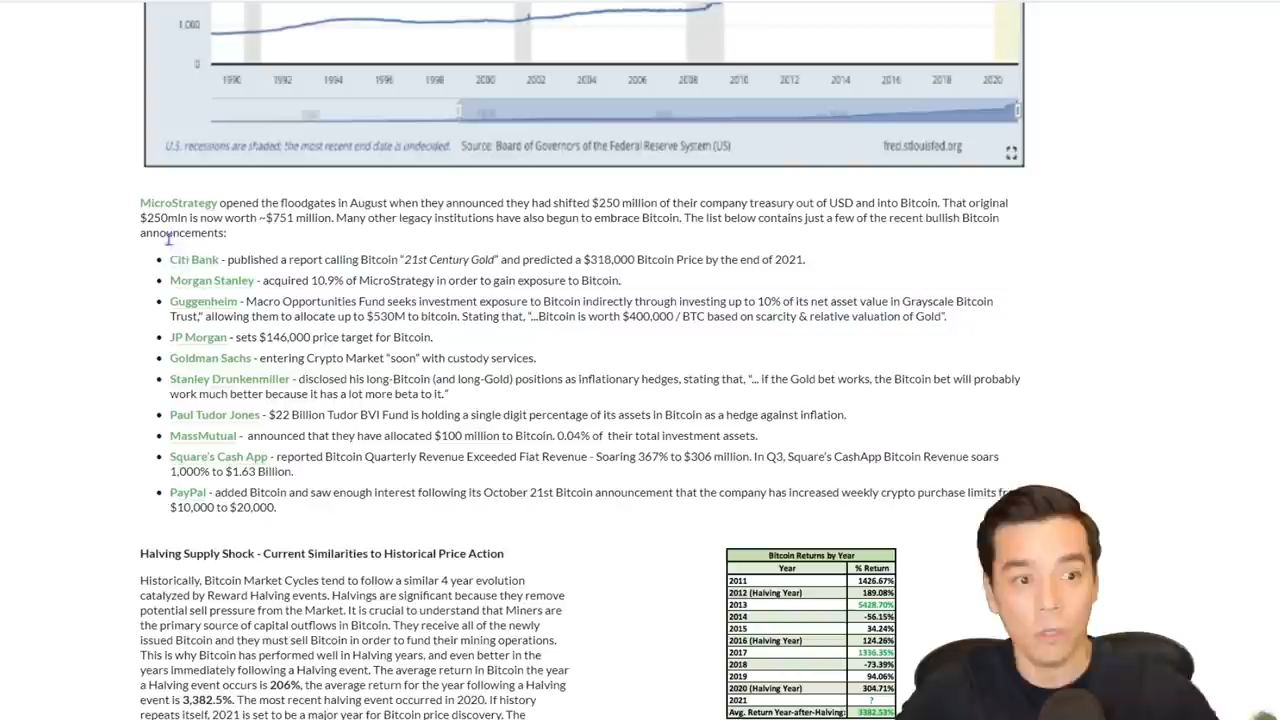 1,000
0
1990 1992 1994 1996 1998 2000 2002 2004 2006 2008 2010 2012 2014 2016 2018 2020
U.S. recessions are shaded; the most recent end date is undecided. Source: Board of Governors of the Federal Reserve System (US) fred.stlouisfed.org
MicroStrategy opened the floodgates in August when they announced they had shifted $250 million of their company treasury out of USD and into Bitcoin. That original
$250mln is now worth ~$751 million. Many other legacy institutions have also begun to embrace Bitcoin. The list below contains just a few of the recent bullish Bitcoin
announcements:
• Citi Bank - published a report calling Bitcoin "21st Century Gold" and predicted a $318,000 Bitcoin Price by the end of 2021.
• Morgan Stanley - acquired 10.9% of MicroStrategy in order to gain exposure to Bitcoin.
• Guggenheim - Macro Opportunities Fund seeks investment exposure to Bitcoin indirectly through investing up to 10% of its net asset value in Grayscale Bitcoin
Trust," allowing them to allocate up to $530M to bitcoin. Stating that, "...Bitcoin is worth $400,000 / BTC based on scarcity & relative valuation of Gold".
• JP Morgan - sets $146,000 price target for Bitcoin.
• Goldman Sachs - entering Crypto Market "soon" with custody services.
• Stanley Drunkenmiller - disclosed his long-Bitcoin (and long-Gold) positions as inflationary hedges, stating that, "... if the Gold bet works, the Bitcoin bet will probably
work much better because it has a lot more beta to it."
• Paul Tudor Jones - $22 Billion Tudor BVI Fund is holding a single digit percentage of its assets in Bitcoin as a hedge against inflation.
• MassMutual - announced that they have allocated $100 million to Bitcoin. 0.04% of their total investment assets.
• Square's Cash App - reported Bitcoin Quarterly Revenue Exceeded Fiat Revenue - Soaring 367% to $306 million. In Q3, Square's CashApp Bitcoin Revenue soars
1,000% to $1.63 Billion.
• PayPal - added Bitcoin and saw enough interest following its October 21st Bitcoin announcement that the company has increased weekly crypto purchase limits
$10,000 to $20,000.
Halving Supply Shock - Current Similarities to Historical Price Action
Historically, Bitcoin Market Cycles tend to follow a similar 4 year evolution
catalyzed by Reward Halving events. Halvings are significant because they remove
potential sell pressure from the Market. It is crucial to understand that Miners are
the primary source of capital outflows in Bitcoin. They receive all of the newly
issued Bitcoin and they must sell Bitcoin in order to fund their mining operations.
This is why Bitcoin has performed well in Halving years, and even better in the
years immediately following a Halving event. The average return in Bitcoin the year
a Halving event occurs is 206%, the average return for the year following a Halving
event is 3,382.5%. The most recent halving event occurred in 2020. If history
repeats itself, 2021 is set to be a major year for Bitcoin price discovery. The
Bitcoin Returns by Year
Year % Return
2011 1426.67%
2012 (Halving Year) 189.08%
2013 5428.70%
2014 -56.15%
2015 34.24%
2016 (Halving Year) 124.26%
2017 1336.35%
2018 -73.39%
2019 94.06%
2020 (Halving Year) 304.71%
2021 ?
Avg. Return Year-after-Halving: 3382.53%